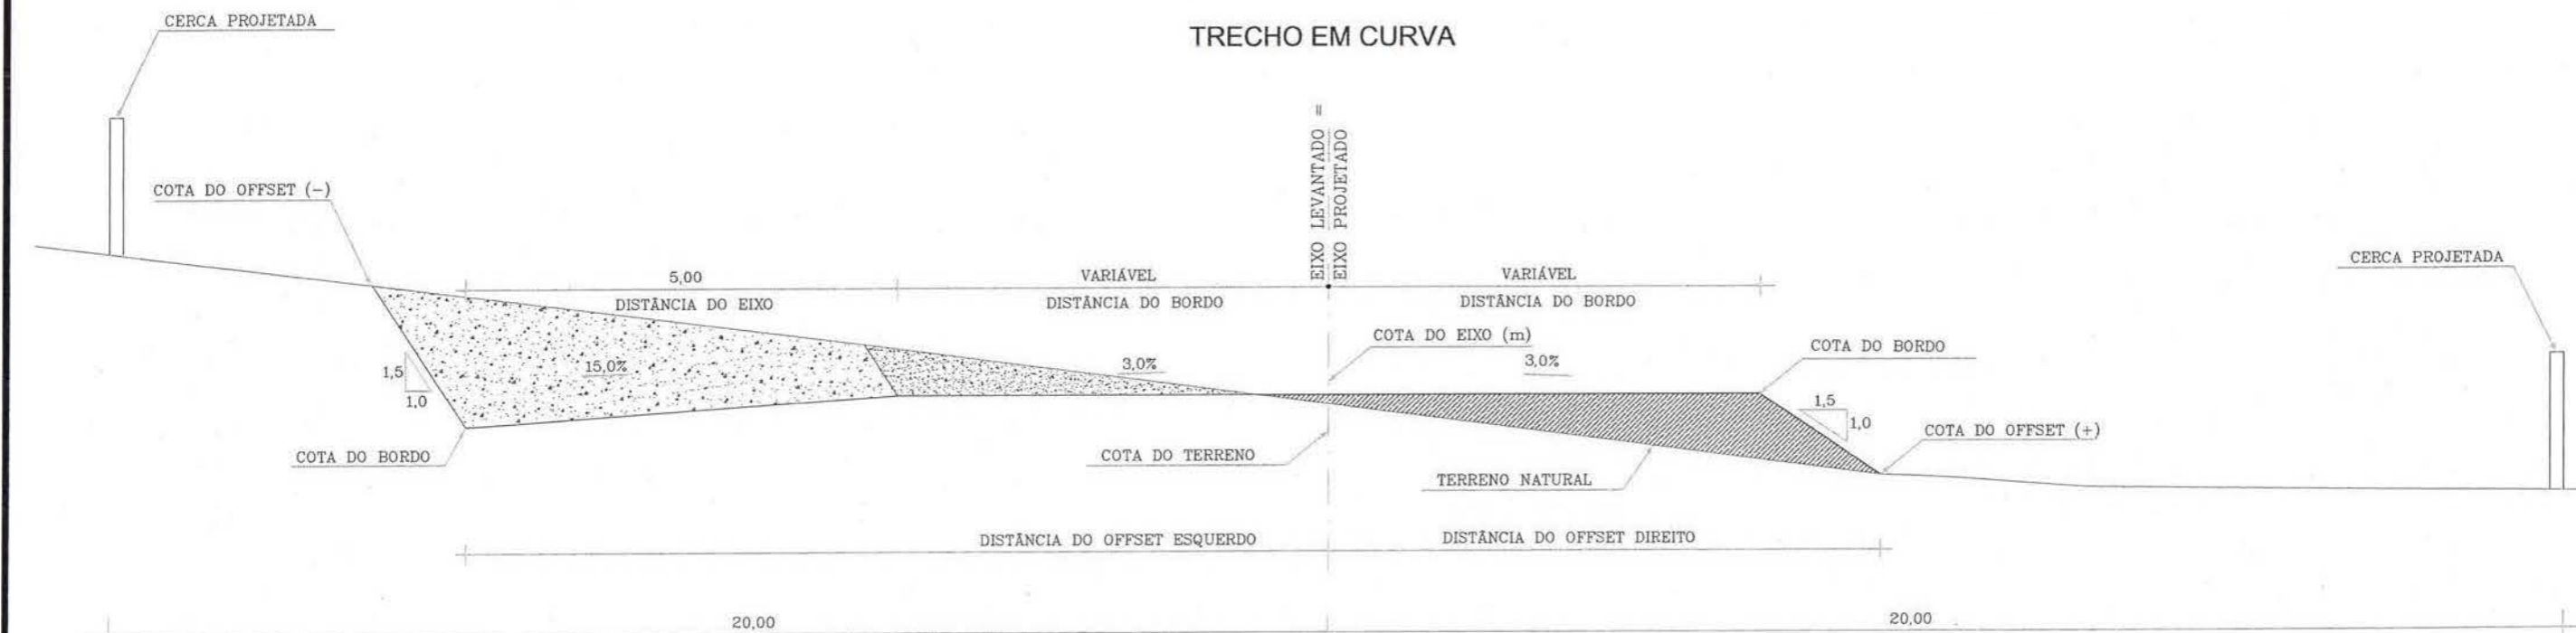 CERCA PROJETADA
TRECHO EM CURVA
EIXO LEVANTADO =
EIXO PROJETADO
COTA DO OFFSET (-)
CERCA PROJETADA
5,00
VARIÁVEL
VARIÁVEL
DISTÂNCIA DO EIXO
DISTÂNCIA DO BORDO
DISTÂNCIA DO BORDO
COTA DO EIXO (m)
COTA DO BORDO
15,0%
3,0%
3,0%
1,5
1,0
1,5
1,0
COTA DO OFFSET (+)
COTA DO BORDO
COTA DO TERRENO
TERRENO NATURAL
DISTÂNCIA DO OFFSET ESQUERDO
DISTÂNCIA DO OFFSET DIREITO
20,00
20,00